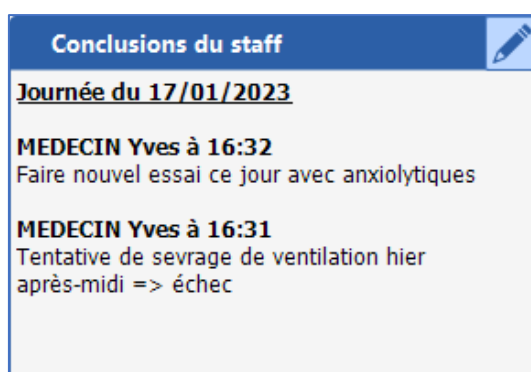 Conclusions du staff
Journée du 17/01/2023
MEDECIN Yves à 16:32
Faire nouvel essai ce jour avec anxiolytiques
MEDECIN Yves à 16:31
Tentative de sevrage de ventilation hier
après-midi => échec